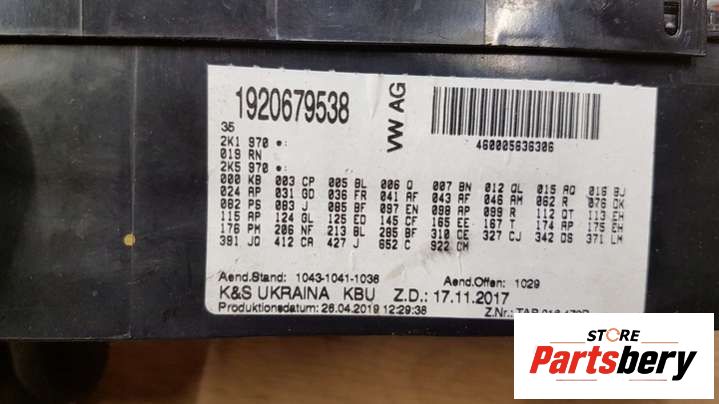 1920679538
VW AG
460005636306
35
2K1 970 •:
019 RN
2K5 970 •:
000 KB 003 CP 005 BL 006 Q 007 BN 012 QL 015 AQ 016 BJ
024 AP 031 GD 036 FR 041 AF 043 AF 046 AM 062 R 076 CK
082 PS 083 J 085 BF 097 EN 098 AP 099 R 112 QT 113 EH
115 AP 124 GL 125 ED 145 CF 165 EE 167 T 174 AP 175 EH
176 PM 206 NF 213 BL 285 BF 310 CE 327 CJ 342 DS 371 LM
391 JO 412 CA 427 J 652 C 922 CM
Aend.Stand: 1043-1041-1036 Aend.Offen: 1029
K&S UKRAINA KBU Z.D.: 17.11.2017
Produktionsdatum: 26.04.2019 12:29:38 Z.Nr.: TAB
STORE
Partsbery